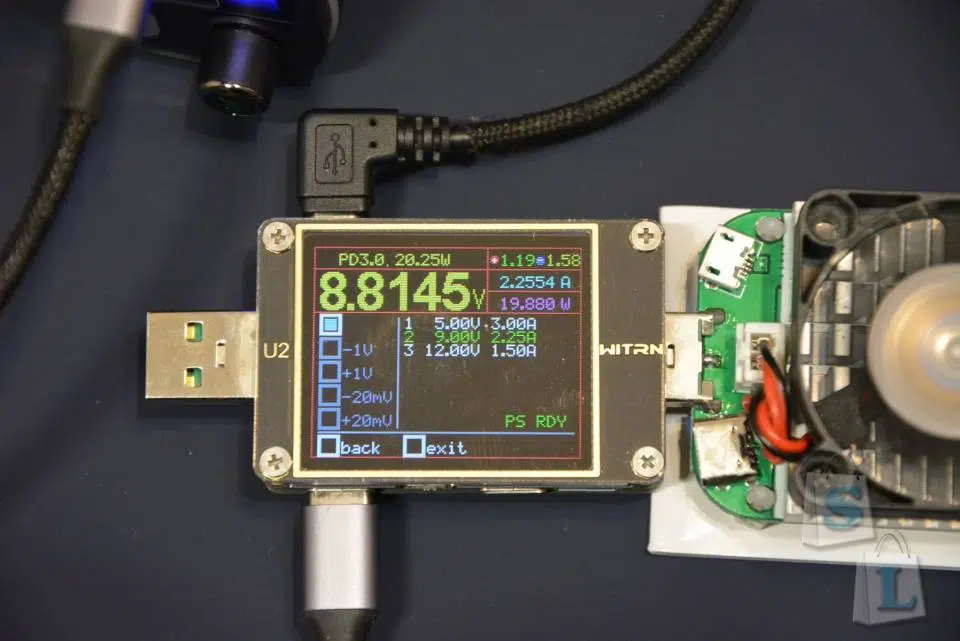 PD3.0, 20.25W
1.19 1.58
8.8145V
2.2554 A
19.880 W
1 5.00V 3.00A
2 9.00V 2.25A
3 12.00V 1.50A
-1V
+1V
-20mV
+20mV
PS RDY
back exit
U2
WITRN
S
L